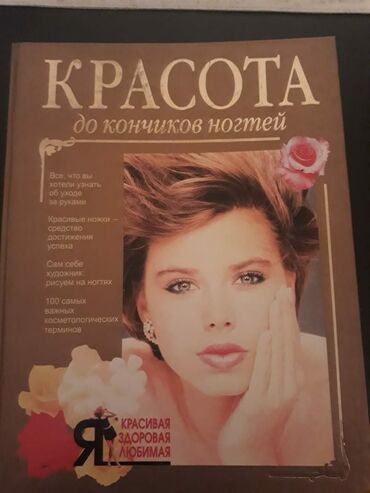 КРАСОТА
до кончиков ногтей
Все, что вы
хотели узнать
об уходе
за руками
Красивые ножки –
средство
достижения
успеха
Сам себе
художник:
рисуем на ногтях
100 самых
важных
косметологических
терминов
Я
КРАСИВАЯ
ЗДОРОВАЯ
ЛЮБИМАЯ